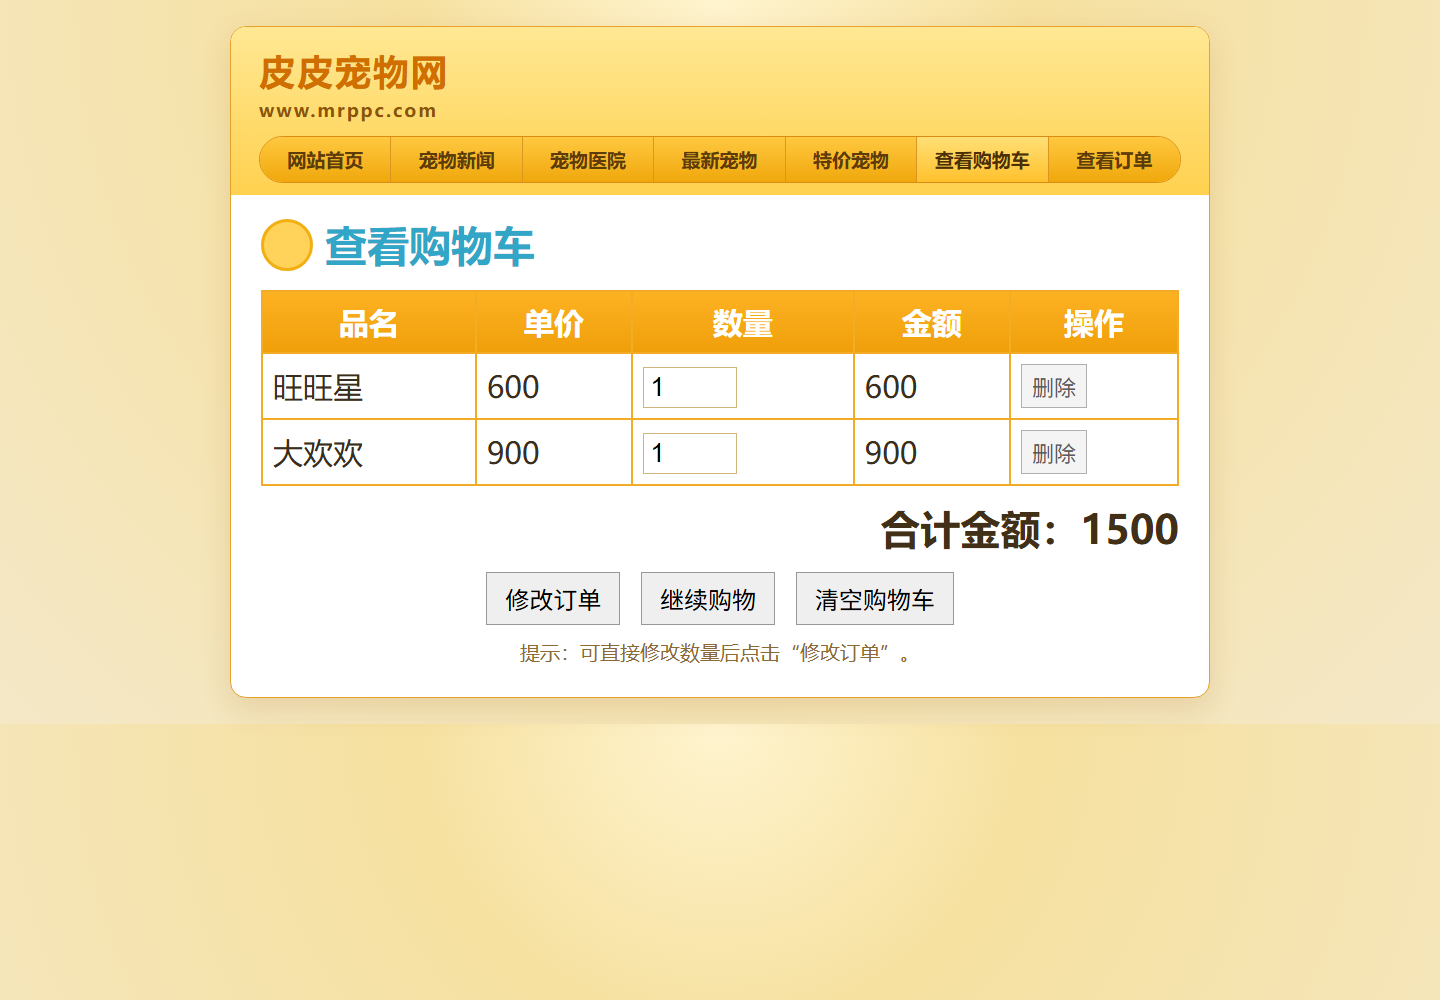 皮皮宠物网
www.mrppc.com
网站首页 宠物新闻 宠物医院 最新宠物 特价宠物 查看购物车 查看订单
查看购物车
品名 单价 数量 金额 操作
旺旺星 600 1 600 删除
大欢欢 900 1 900 删除
合计金额：1500
修改订单 继续购物 清空购物车
提示：可直接修改数量后点击“修改订单”。